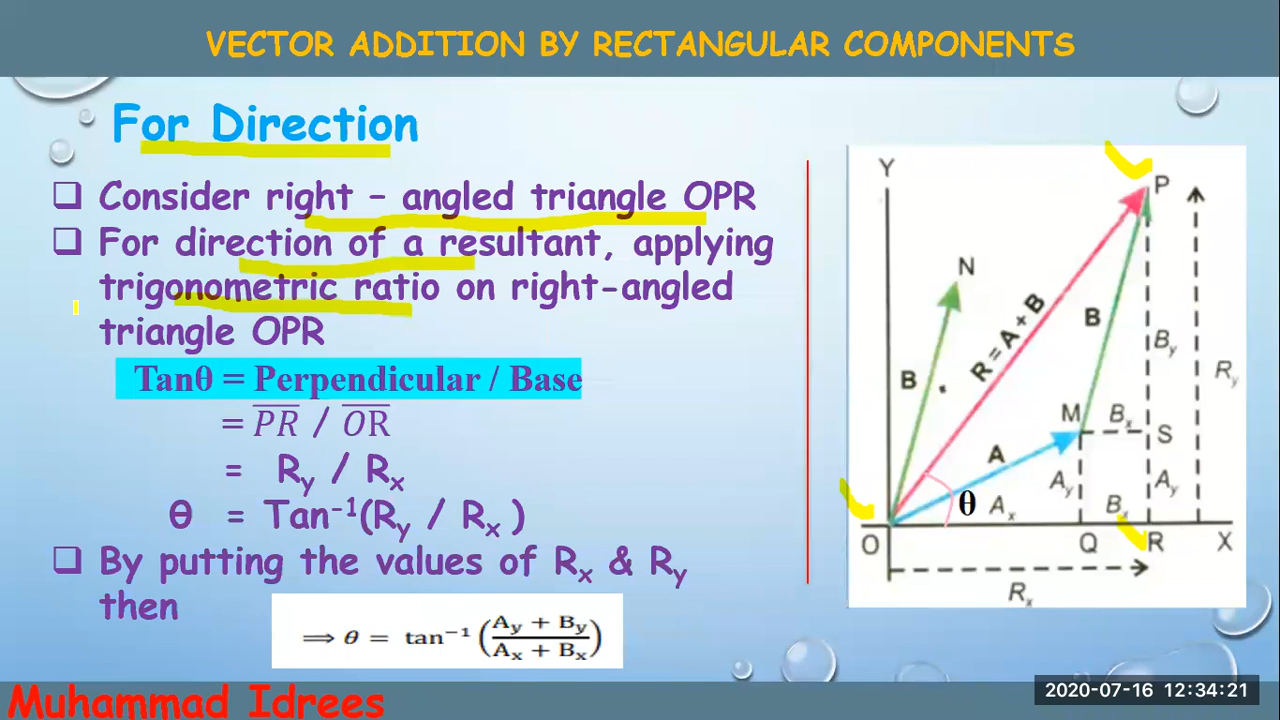 VECTOR ADDITION BY RECTANGULAR COMPONENTS
For Direction
❑ Consider right – angled triangle OPR
❑ For direction of a resultant, applying
trigonometric ratio on right-angled
triangle OPR
Tanθ = Perpendicular / Base
= P̅R̅ / O̅R̅
= Ry / Rx
θ = Tan⁻¹(Ry / Rx )
❑ By putting the values of Rx & Ry
then
⟹ θ = tan⁻¹ (Ay + By / Ax + Bx)
Y
P
N
R = A + B
B
By
B
Ry
M
Bx
S
A
Ay
Ay
θ
Ax
Bx
O
Q
R
X
Rx
Muhammad Idrees
2020-07-16 12:34:21